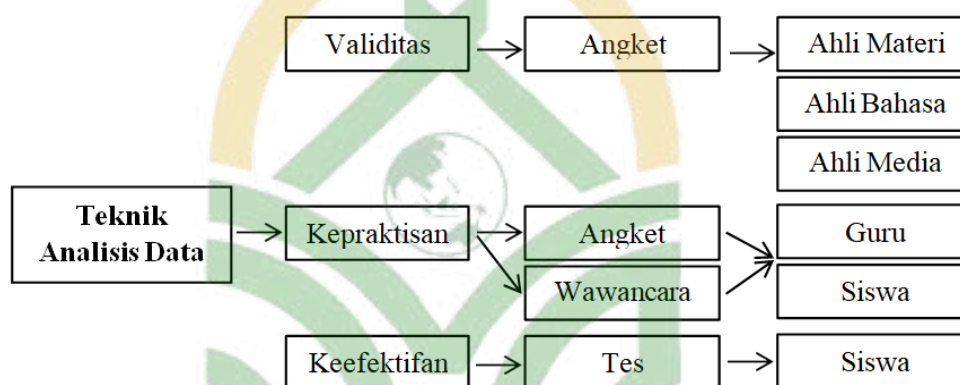 Validitas
Angket
Ahli Materi
Ahli Bahasa
Ahli Media
Teknik
Analisis Data
Kepraktisan
Angket
Guru
Wawancara
Siswa
Keefektifan
Tes
Siswa